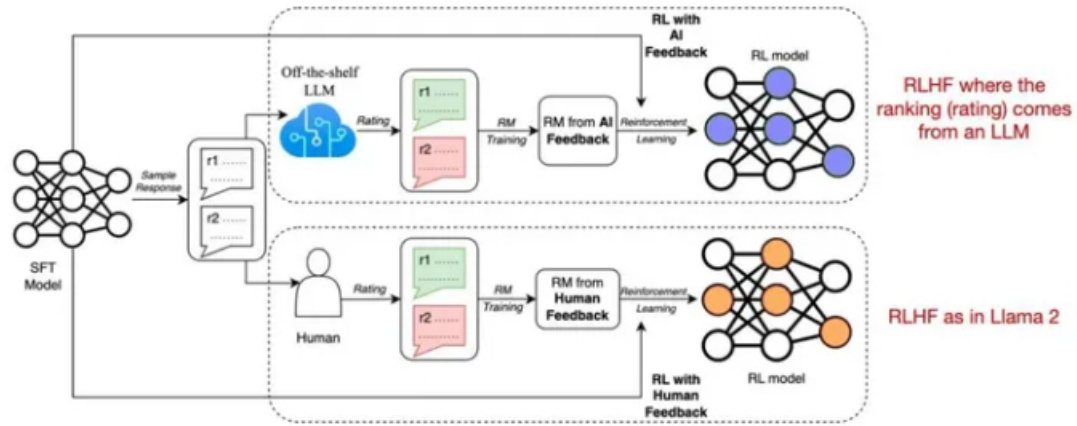 RL with
AI
Feedback
RL model
RLHF where the
ranking (rating) comes
from an LLM
Off-the-shelf
LLM
Rating
r1 ......
........
r2 ......
........
RM
Training
RM from AI
Feedback
Reinforcement
Learning
SFT
Model
Sample
Response
r1 ......
........
r2 ......
........
Human
Rating
r1 ......
........
r2 ......
........
RM
Training
RM from
Human
Feedback
Reinforcement
Learning
RL with
Human
Feedback
RL model
RLHF as in Llama 2